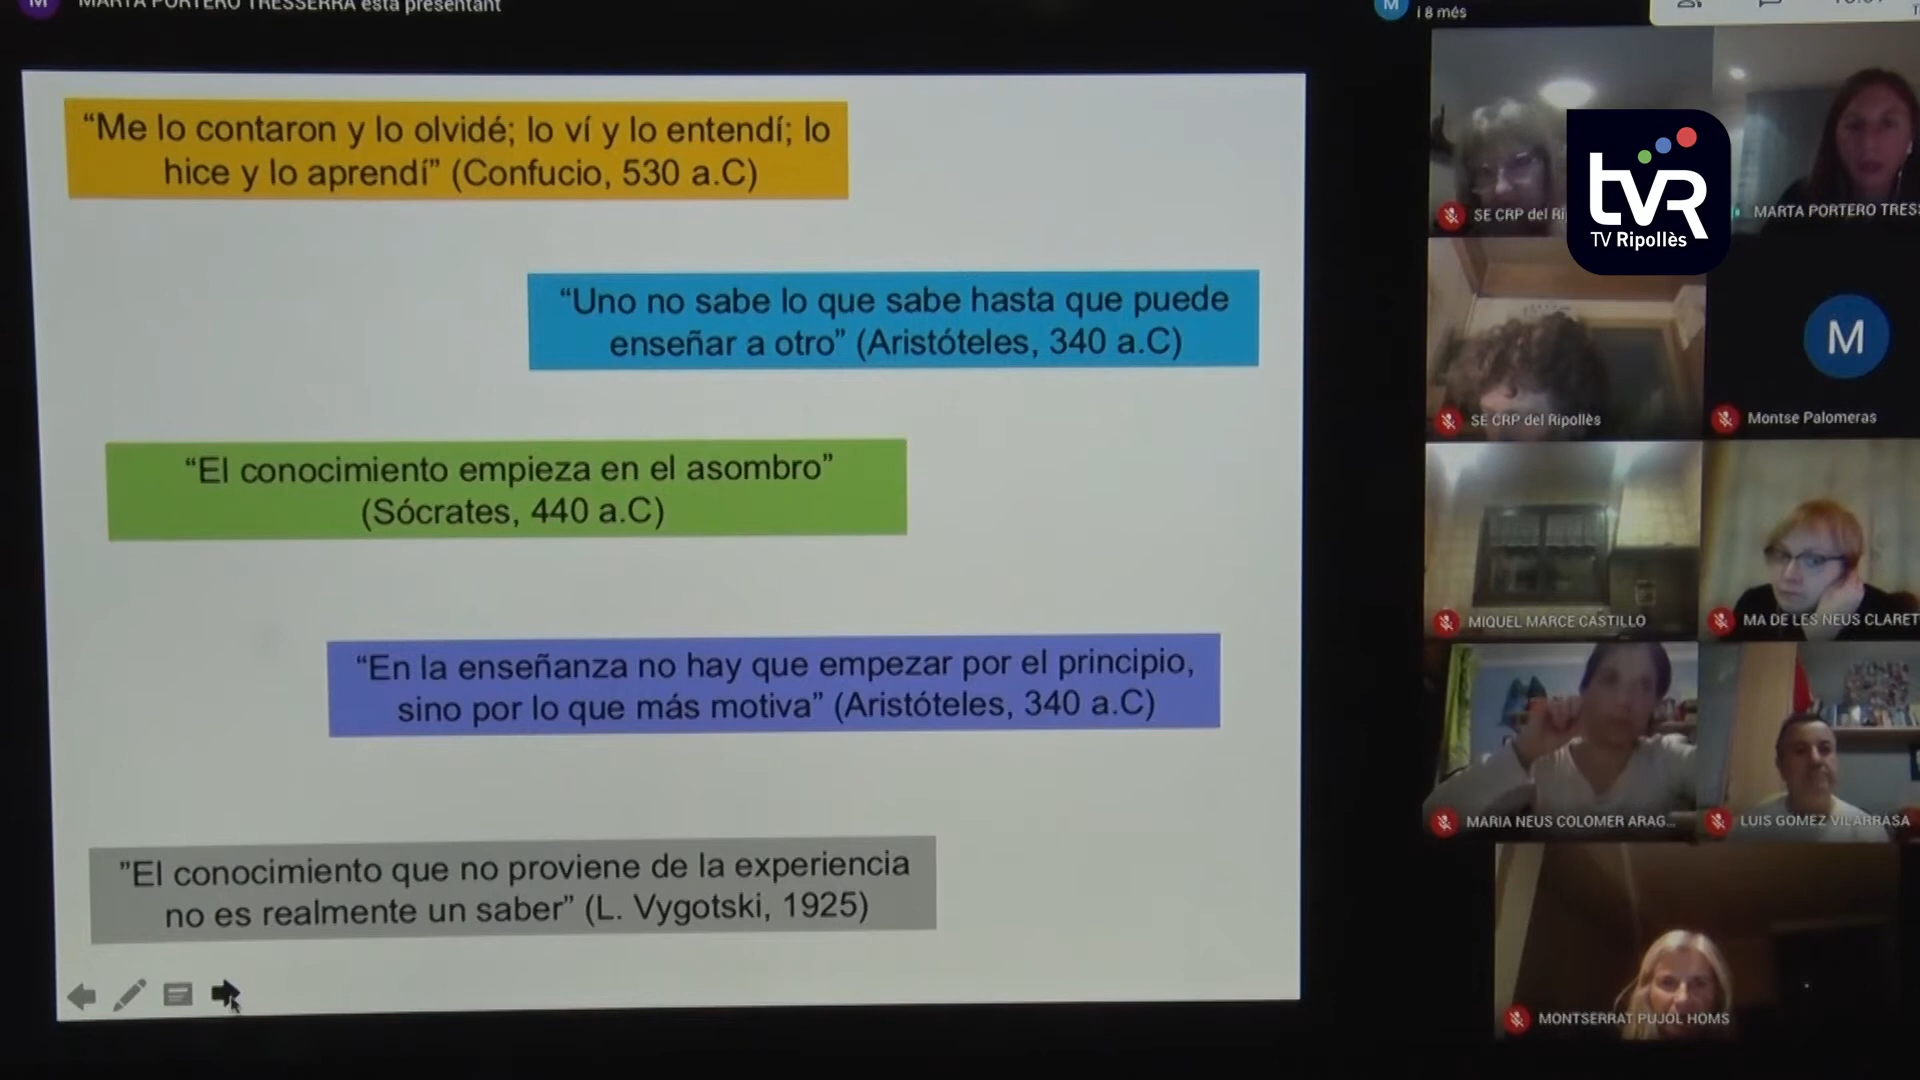 M
MARTA PORTERO TRESSERRA està presentant
M
i 8 més
“Me lo contaron y lo olvidé; lo ví y lo entendí; lo
hice y lo aprendí” (Confucio, 530 a.C)
“Uno no sabe lo que sabe hasta que puede
enseñar a otro” (Aristóteles, 340 a.C)
“El conocimiento empieza en el asombro”
(Sócrates, 440 a.C)
“En la enseñanza no hay que empezar por el principio,
sino por lo que más motiva” (Aristóteles, 340 a.C)
”El conocimiento que no proviene de la experiencia
no es realmente un saber” (L. Vygotski, 1925)
SE CRP del Ri
MARTA PORTERO TRESS
tvR
TV Ripollès
SE CRP del Ripollès
M
Montse Palomeras
MIQUEL MARCE CASTILLO
MA DE LES NEUS CLARET
MARIA NEUS COLOMER ARAG...
LUIS GOMEZ VILARRASA
MONTSERRAT PUJOL HOMS